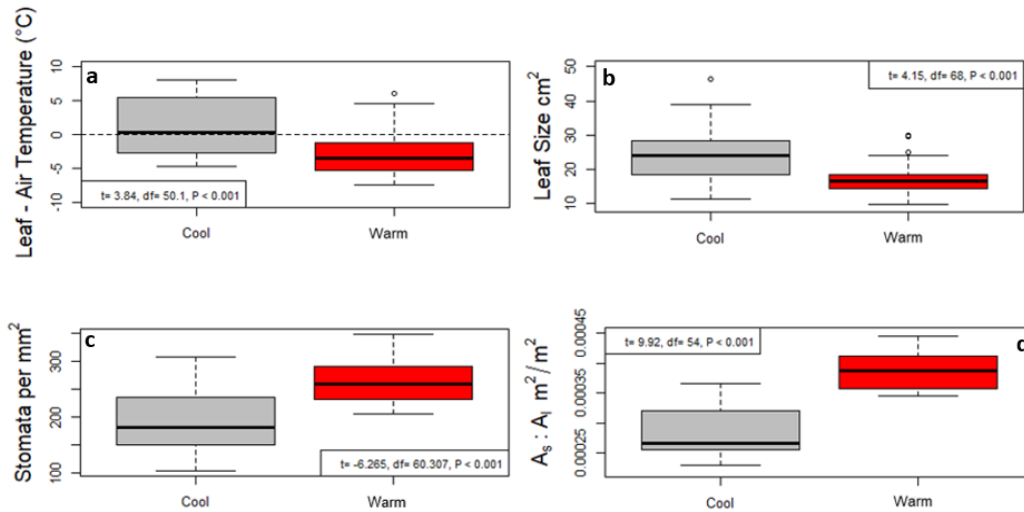 Leaf - Air Temperature (°C)
10
5
0
-5
-10
a
t= 3.84, df= 50.1, P < 0.001
Cool
Warm
Leaf Size cm²
50
40
30
20
10
b
t= 4.15, df= 68, P < 0.001
Cool
Warm
Stomata per mm²
300
200
100
c
t= -6.265, df= 60.307, P < 0.001
Cool
Warm
As : Al m²/m²
0.00045
0.00035
0.00025
t= 9.92, df= 54, P < 0.001
Cool
Warm